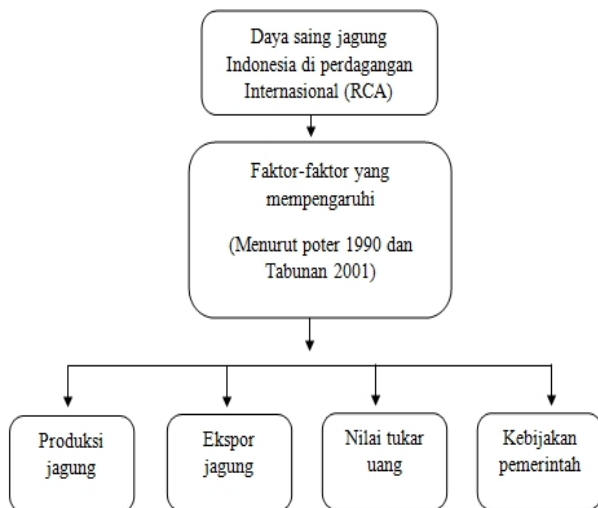 Daya saing jagung
Indonesia di perdagangan
Internasional (RCA)
Faktor-faktor yang
mempengaruhi
(Menurut poter 1990 dan
Tabunan 2001)
Produksi
jagung
Ekspor
jagung
Nilai tukar
uang
Kebijakan
pemerintah